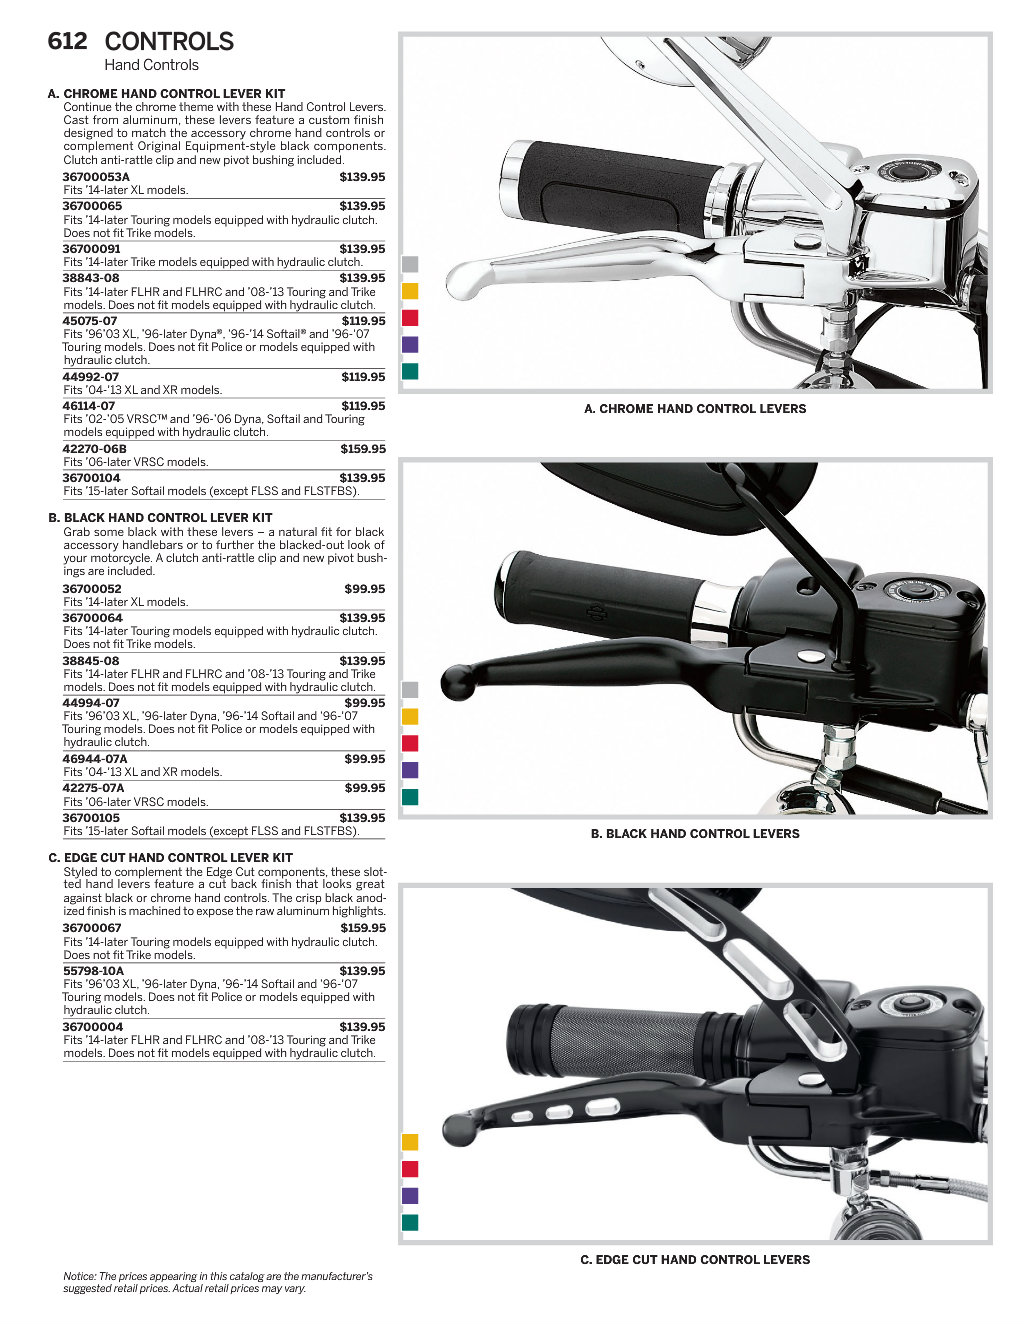 612 CONTROLS
Hand Controls
A. CHROME HAND CONTROL LEVER KIT
Continue the chrome theme with these Hand Control Levers.
Cast from aluminum, these levers feature a custom finish
designed to match the accessory chrome hand controls or
complement Original Equipment-style black components.
Clutch anti-rattle clip and new pivot bushing included.
36700053A $139.95
Fits ’14-later XL models.
36700065 $139.95
Fits ’14-later Touring models equipped with hydraulic clutch.
Does not fit Trike models.
36700091 $139.95
Fits ’14-later Trike models equipped with hydraulic clutch.
38843-08 $139.95
Fits ’14-later FLHR and FLHRC and ’08-’13 Touring and Trike
models. Does not fit models equipped with hydraulic clutch.
45075-07 $119.95
Fits ’96’03 XL, ’96-later Dyna®, ’96-’14 Softail® and ’96-‘07
Touring models. Does not fit Police or models equipped with
hydraulic clutch.
44992-07 $119.95
Fits ’04-’13 XL and XR models.
46114-07 $119.95
Fits ’02-’05 VRSC™ and ’96-’06 Dyna, Softail and Touring
models equipped with hydraulic clutch.
42270-06B $159.95
Fits ’06-later VRSC models.
36700104 $139.95
Fits ’15-later Softail models (except FLSS and FLSTFBS).
B. BLACK HAND CONTROL LEVER KIT
Grab some black with these levers – a natural fit for black
accessory handlebars or to further the blacked-out look of
your motorcycle. A clutch anti-rattle clip and new pivot bush-
ings are included.
36700052 $99.95
Fits ’14-later XL models.
36700064 $139.95
Fits ’14-later Touring models equipped with hydraulic clutch.
Does not fit Trike models.
38845-08 $139.95
Fits ’14-later FLHR and FLHRC and ’08-’13 Touring and Trike
models. Does not fit models equipped with hydraulic clutch.
44994-07 $99.95
Fits ’96’03 XL, ’96-later Dyna, ’96-’14 Softail and ’96-‘07
Touring models. Does not fit Police or models equipped with
hydraulic clutch.
46944-07A $99.95
Fits ’04-’13 XL and XR models.
42275-07A $99.95
Fits ’06-later VRSC models.
36700105 $139.95
Fits ’15-later Softail models (except FLSS and FLSTFBS).
C. EDGE CUT HAND CONTROL LEVER KIT
Styled to complement the Edge Cut components, these slot-
ted hand levers feature a cut back finish that looks great
against black or chrome hand controls. The crisp black anod-
ized finish is machined to expose the raw aluminum highlights.
36700067 $159.95
Fits ’14-later Touring models equipped with hydraulic clutch.
Does not fit Trike models.
55798-10A $139.95
Fits ’96’03 XL, ’96-later Dyna, ’96-’14 Softail and ’96-‘07
Touring models. Does not fit Police or models equipped with
hydraulic clutch.
36700004 $139.95
Fits ’14-later FLHR and FLHRC and ’08-’13 Touring and Trike
models. Does not fit models equipped with hydraulic clutch.
Notice: The prices appearing in this catalog are the manufacturer’s
suggested retail prices. Actual retail prices may vary.
A. CHROME HAND CONTROL LEVERS
B. BLACK HAND CONTROL LEVERS
C. EDGE CUT HAND CONTROL LEVERS